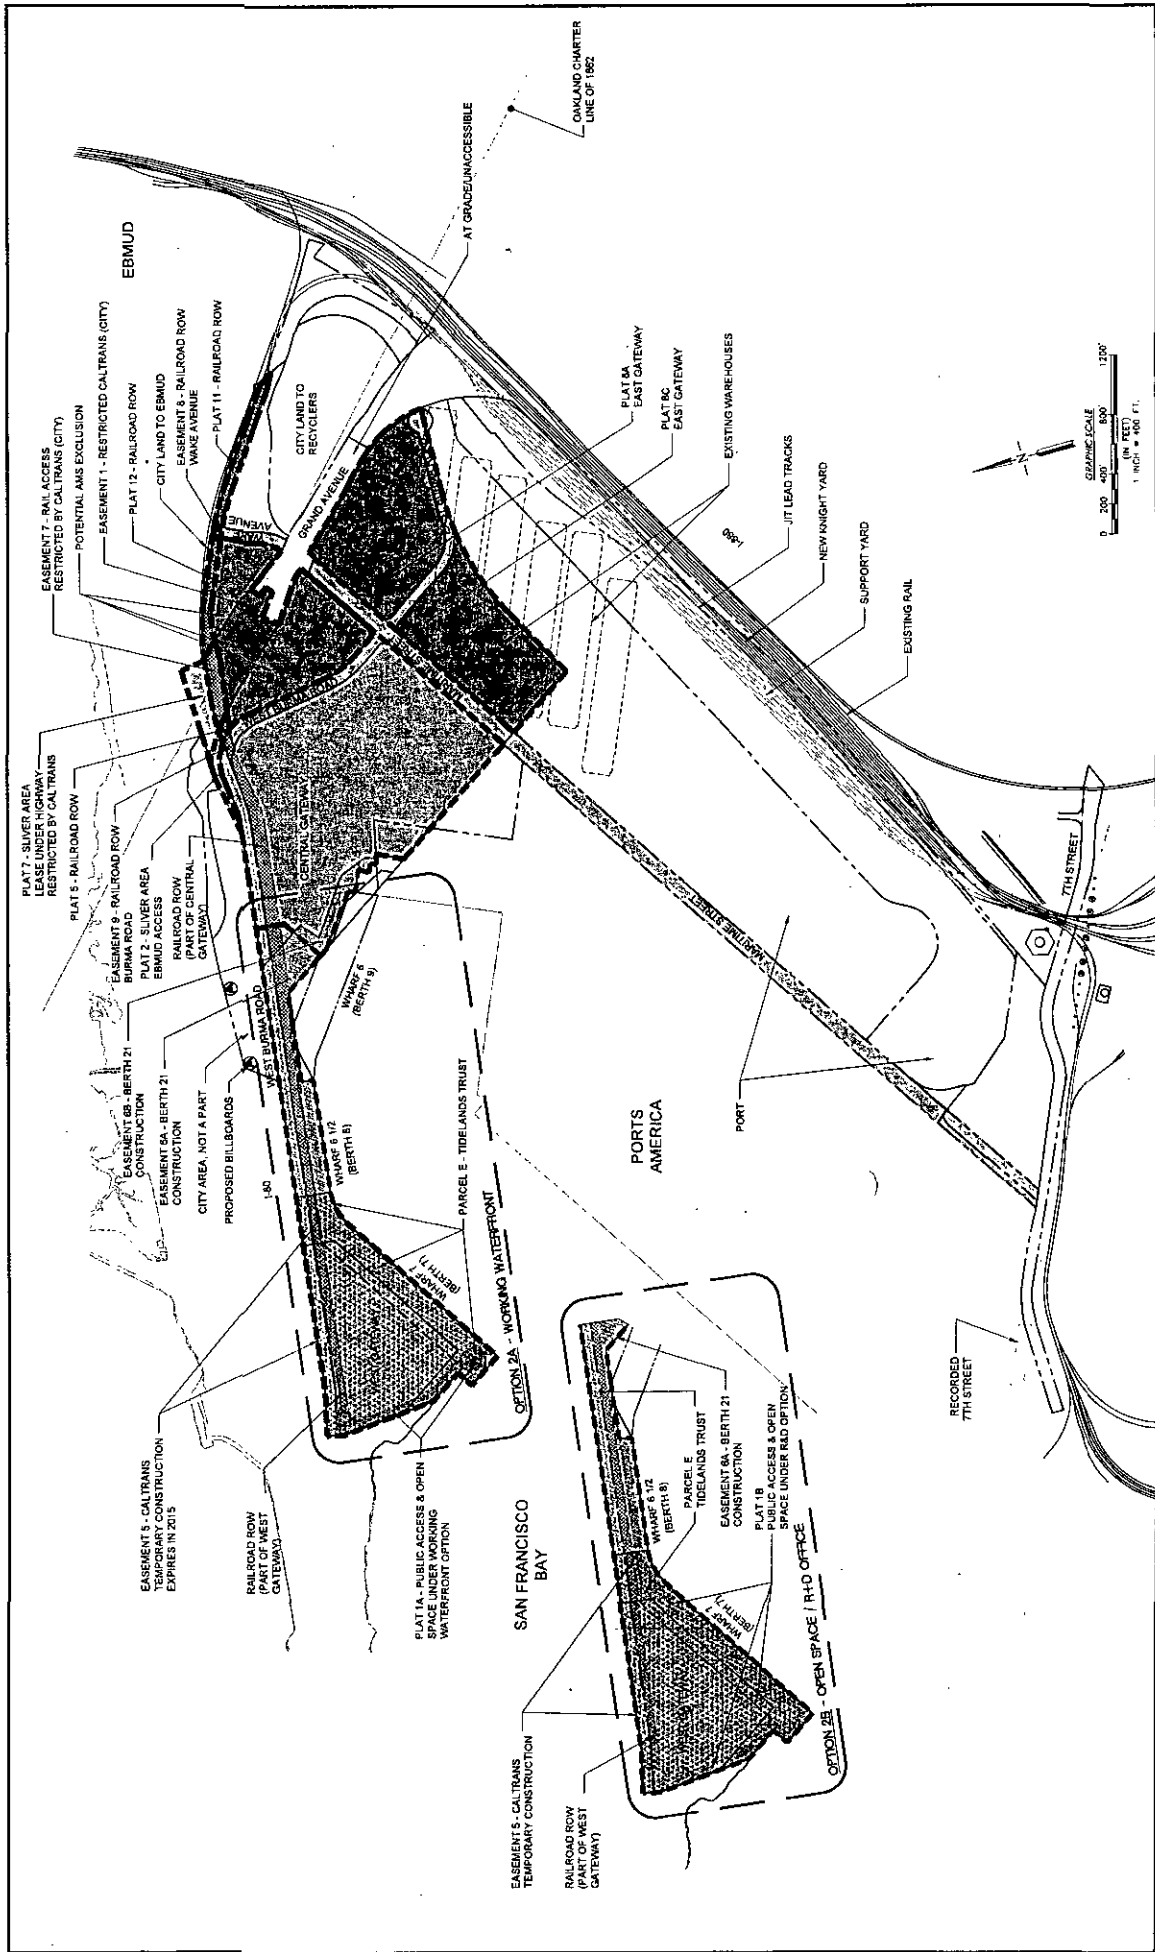 PLAT 7 - SLIVER AREA
LEASE UNDER HIGHWAY
RESTRICTED BY CALTRANS
PLAT 5 - RAILROAD ROW
EASEMENT 9 - RAILROAD ROW
BURMA ROAD
PLAT 2 - SLIVER AREA
EBMUD ACCESS
RAILROAD ROW
(PART OF CENTRAL
GATEWAY)
EASEMENT 6B - BERTH 21
CONSTRUCTION
EASEMENT 6A - BERTH 21
CONSTRUCTION
CITY AREA, NOT A PART
PROPOSED BILLBOARDS
I-80
EASEMENT 5 - CALTRANS
TEMPORARY CONSTRUCTION
EXPIRES IN 2015
RAILROAD ROW
(PART OF WEST
GATEWAY)
PLAT 1A - PUBLIC ACCESS & OPEN
SPACE UNDER WORKING
WATERFRONT OPTION
EASEMENT 7 - RAIL ACCESS
RESTRICTED BY CALTRANS (CITY)
POTENTIAL AMS EXCLUSION
EASEMENT 1 - RESTRICTED CALTRANS (CITY)
PLAT 12 - RAILROAD ROW
CITY LAND TO EBMUD
EASEMENT 8 - RAILROAD ROW
WAKE AVENUE
PLAT 11 - RAILROAD ROW
EBMUD
CITY LAND TO
RECYCLERS
GRAND AVENUE
AVENUE
AT GRADE/UNACCESSIBLE
OAKLAND CHARTER
LINE OF 1852
WEST BURMA ROAD
CENTRAL GATEWAY
WEST BURMA ROAD
WHARF 6
(BERTH 9)
WHARF 6 1/2
(BERTH 8)
WHARF 7
(BERTH 7)
PARCEL E - TIDELANDS TRUST
OPTION 2A - WORKING WATERFRONT
PLAT 8A
EAST GATEWAY
PLAT 8C
EAST GATEWAY
EXISTING WAREHOUSES
I-880
JIT LEAD TRACKS
NEW KNIGHT YARD
SUPPORT YARD
EXISTING RAIL
MARITIME STREET
MARITIME STREET
PORTS
AMERICA
PORT
7TH STREET
RECORDED
7TH STREET
SAN FRANCISCO
BAY
EASEMENT 5 - CALTRANS
TEMPORARY CONSTRUCTION
RAILROAD ROW
(PART OF WEST
GATEWAY)
WHARF 6 1/2
(BERTH 8)
WHARF 7
(BERTH 7)
PARCEL E
TIDELANDS TRUST
EASEMENT 6A - BERTH 21
CONSTRUCTION
PLAT 1B
PUBLIC ACCESS & OPEN
SPACE UNDER R&D OPTION
OPTION 2B - OPEN SPACE / R+D OFFICE
N
GRAPHIC SCALE
0 200 400 800 1200
(IN FEET)
1 INCH = 400 FT.